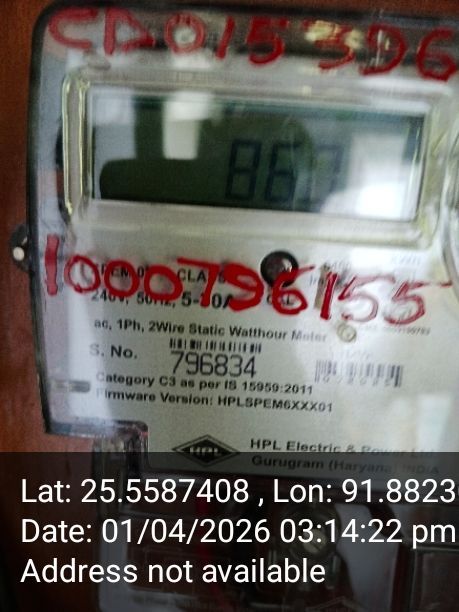 CD015396
1000796155
240V, 50Hz, 5-
ac, 1Ph, 2Wire Static Watthour Meter
S. No.
796834
Category C3 as per IS 15959:2011
Firmware Version: HPLSPEM6XXX01
HPL
HPL Electric & Power
Gurugram (Haryana) INDIA
Lat: 25.5587408 , Lon: 91.8823
Date: 01/04/2026 03:14:22 pm
Address not available